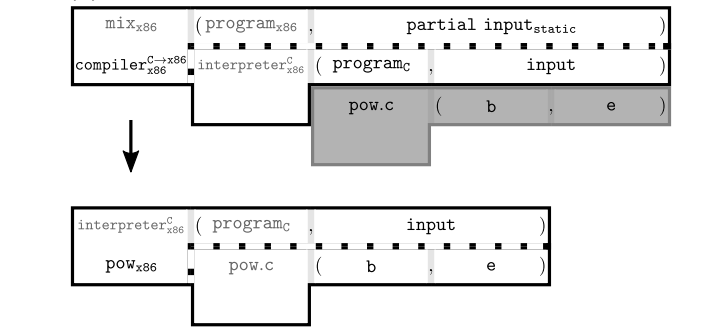 mixx86 ( programx86 , partial inputstatic )
compilerC→x86x86 interpreterCx86 ( programC , input )
pow.c ( b , e )
interpreterCx86 ( programC , input )
powx86 pow.c ( b , e )